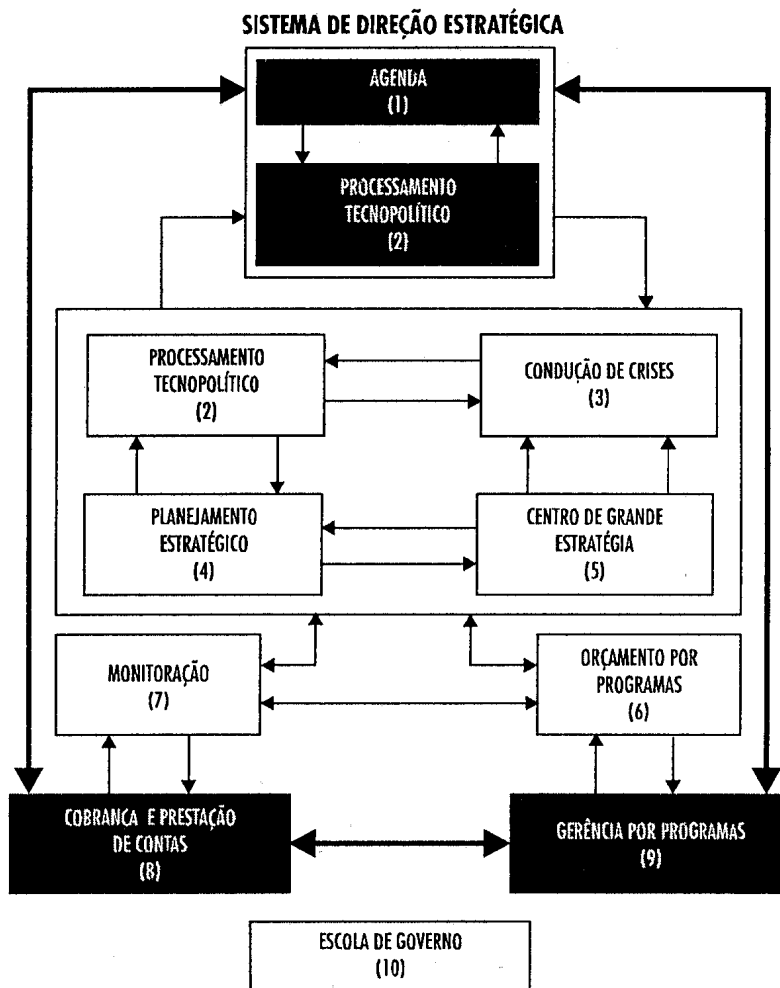 SISTEMA DE DIREÇÃO ESTRATÉGICA
AGENDA
(1)
PROCESSAMENTO
TECNOPOLÍTICO
(2)
PROCESSAMENTO
TECNOPOLÍTICO
(2)
CONDUÇÃO DE CRISES
(3)
PLANEJAMENTO
ESTRATÉGICO
(4)
CENTRO DE GRANDE
ESTRATÉGIA
(5)
MONITORAÇÃO
(7)
ORÇAMENTO POR
PROGRAMAS
(6)
COBRANÇA E PRESTAÇÃO
DE CONTAS
(8)
GERÊNCIA POR PROGRAMAS
(9)
ESCOLA DE GOVERNO
(10)